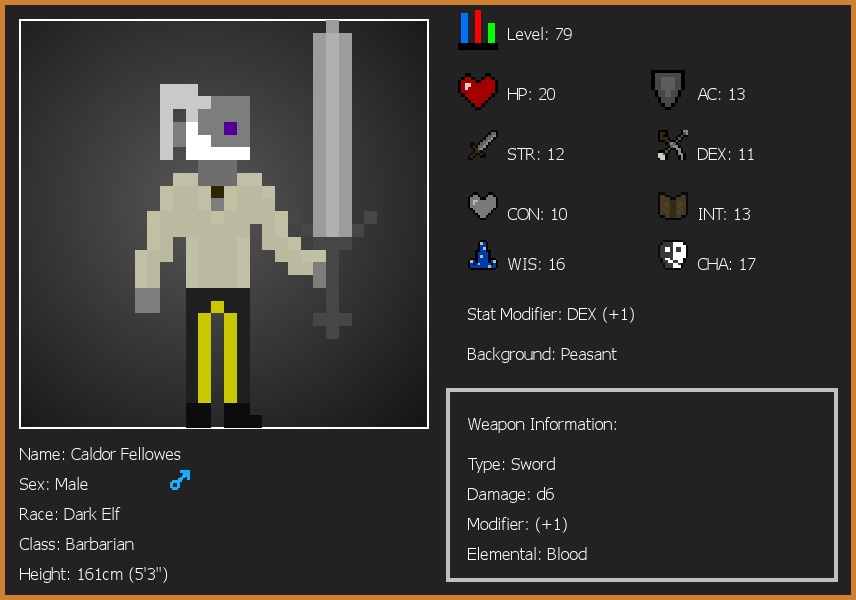 Level: 79
HP: 20
AC: 13
STR: 12
DEX: 11
CON: 10
INT: 13
WIS: 16
CHA: 17
Stat Modifier: DEX (+1)
Background: Peasant
Weapon Information:
Type: Sword
Damage: d6
Modifier: (+1)
Elemental: Blood
Name: Caldor Fellowes
Sex: Male
Race: Dark Elf
Class: Barbarian
Height: 161cm (5'3")